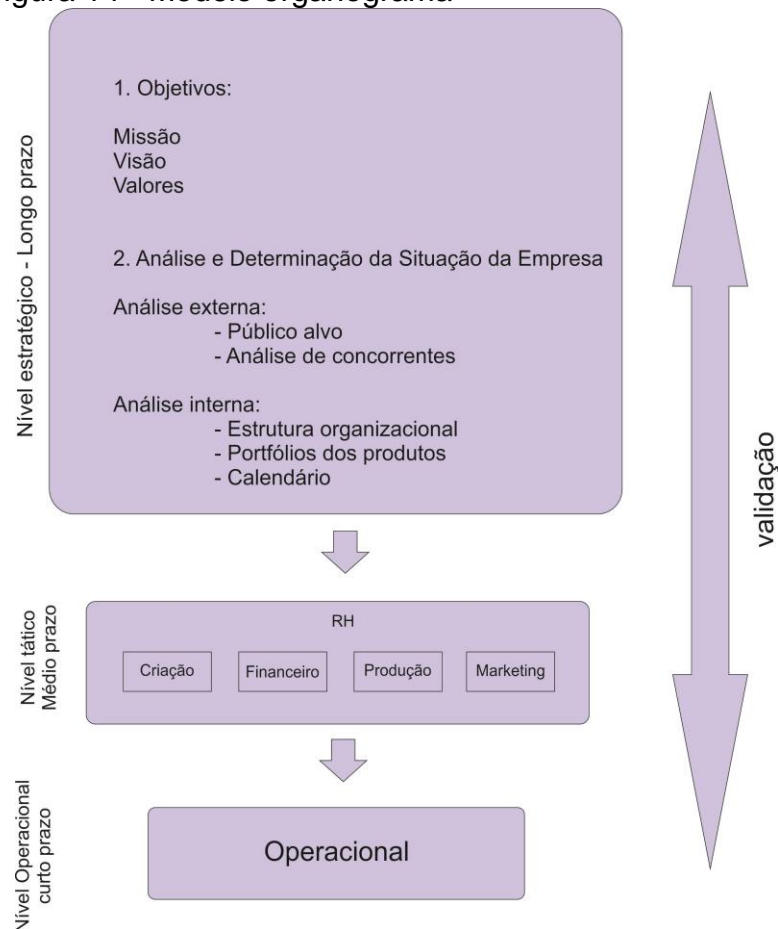 Modelo organograma
1. Objetivos:
Missão
Visão
Valores
2. Análise e Determinação da Situação da Empresa
Análise externa:
- Público alvo
- Análise de concorrentes
Análise interna:
- Estrutura organizacional
- Portfólios dos produtos
- Calendário
Nível estratégico - Longo prazo
validação
RH
Criação
Financeiro
Produção
Marketing
Nível tático
Médio prazo
Operacional
Nível Operacional
curto prazo